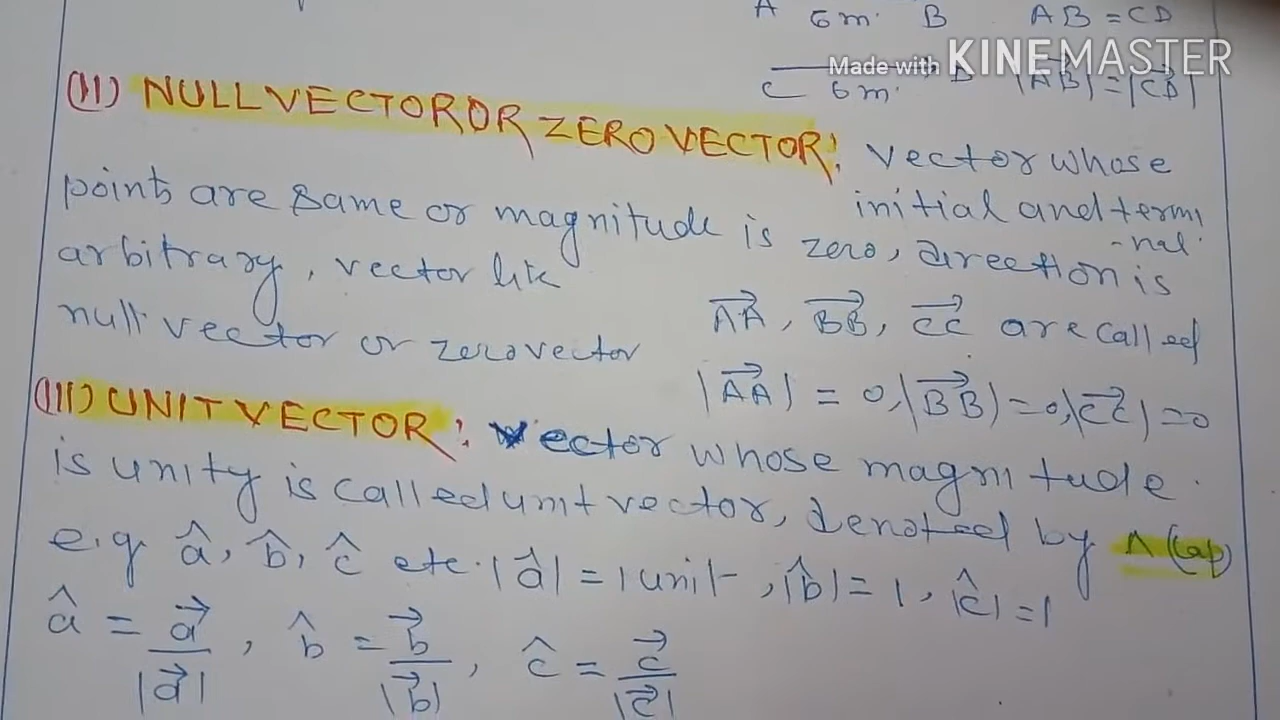 A 6m. B AB = CD
Made with KINEMASTER
C 6m. D |AB| = |CD|
(II) NULL VECTOR OR ZERO VECTOR: Vector whose
initial and termi
-nal
points are same or magnitude is zero, direction is
arbitrary, vector like
AA, BB, CC are called
null vector or zero vector
|AA| = 0, |BB| = 0, |CC| = 0
(III) UNIT VECTOR: Vector whose magnitude
is unity is called unit vector, denoted by ^ (cap)
e.g. â, b̂, ĉ etc. |â| = 1 unit, |b̂| = 1, |ĉ| = 1
â = a⃗/|a⃗|, b̂ = b⃗/|b⃗|, ĉ = c⃗/|c⃗|